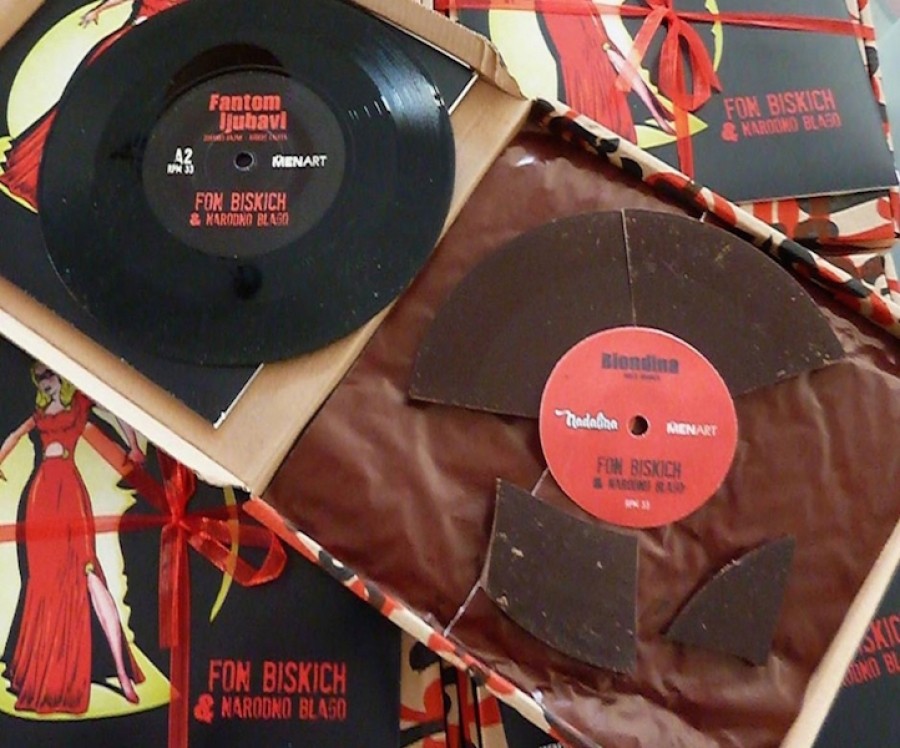 Fantom
ljubavi
A2
RPM 33
MENART
FON BISKICH
& NARODNO BLAGO
FON BISKICH
& NARODNO BLAGO
Blondina
Nadalina
MENART
FON BISKICH
& NARODNO BLAGO
RPM 33
FON BISKICH
& NARODNO BLAGO